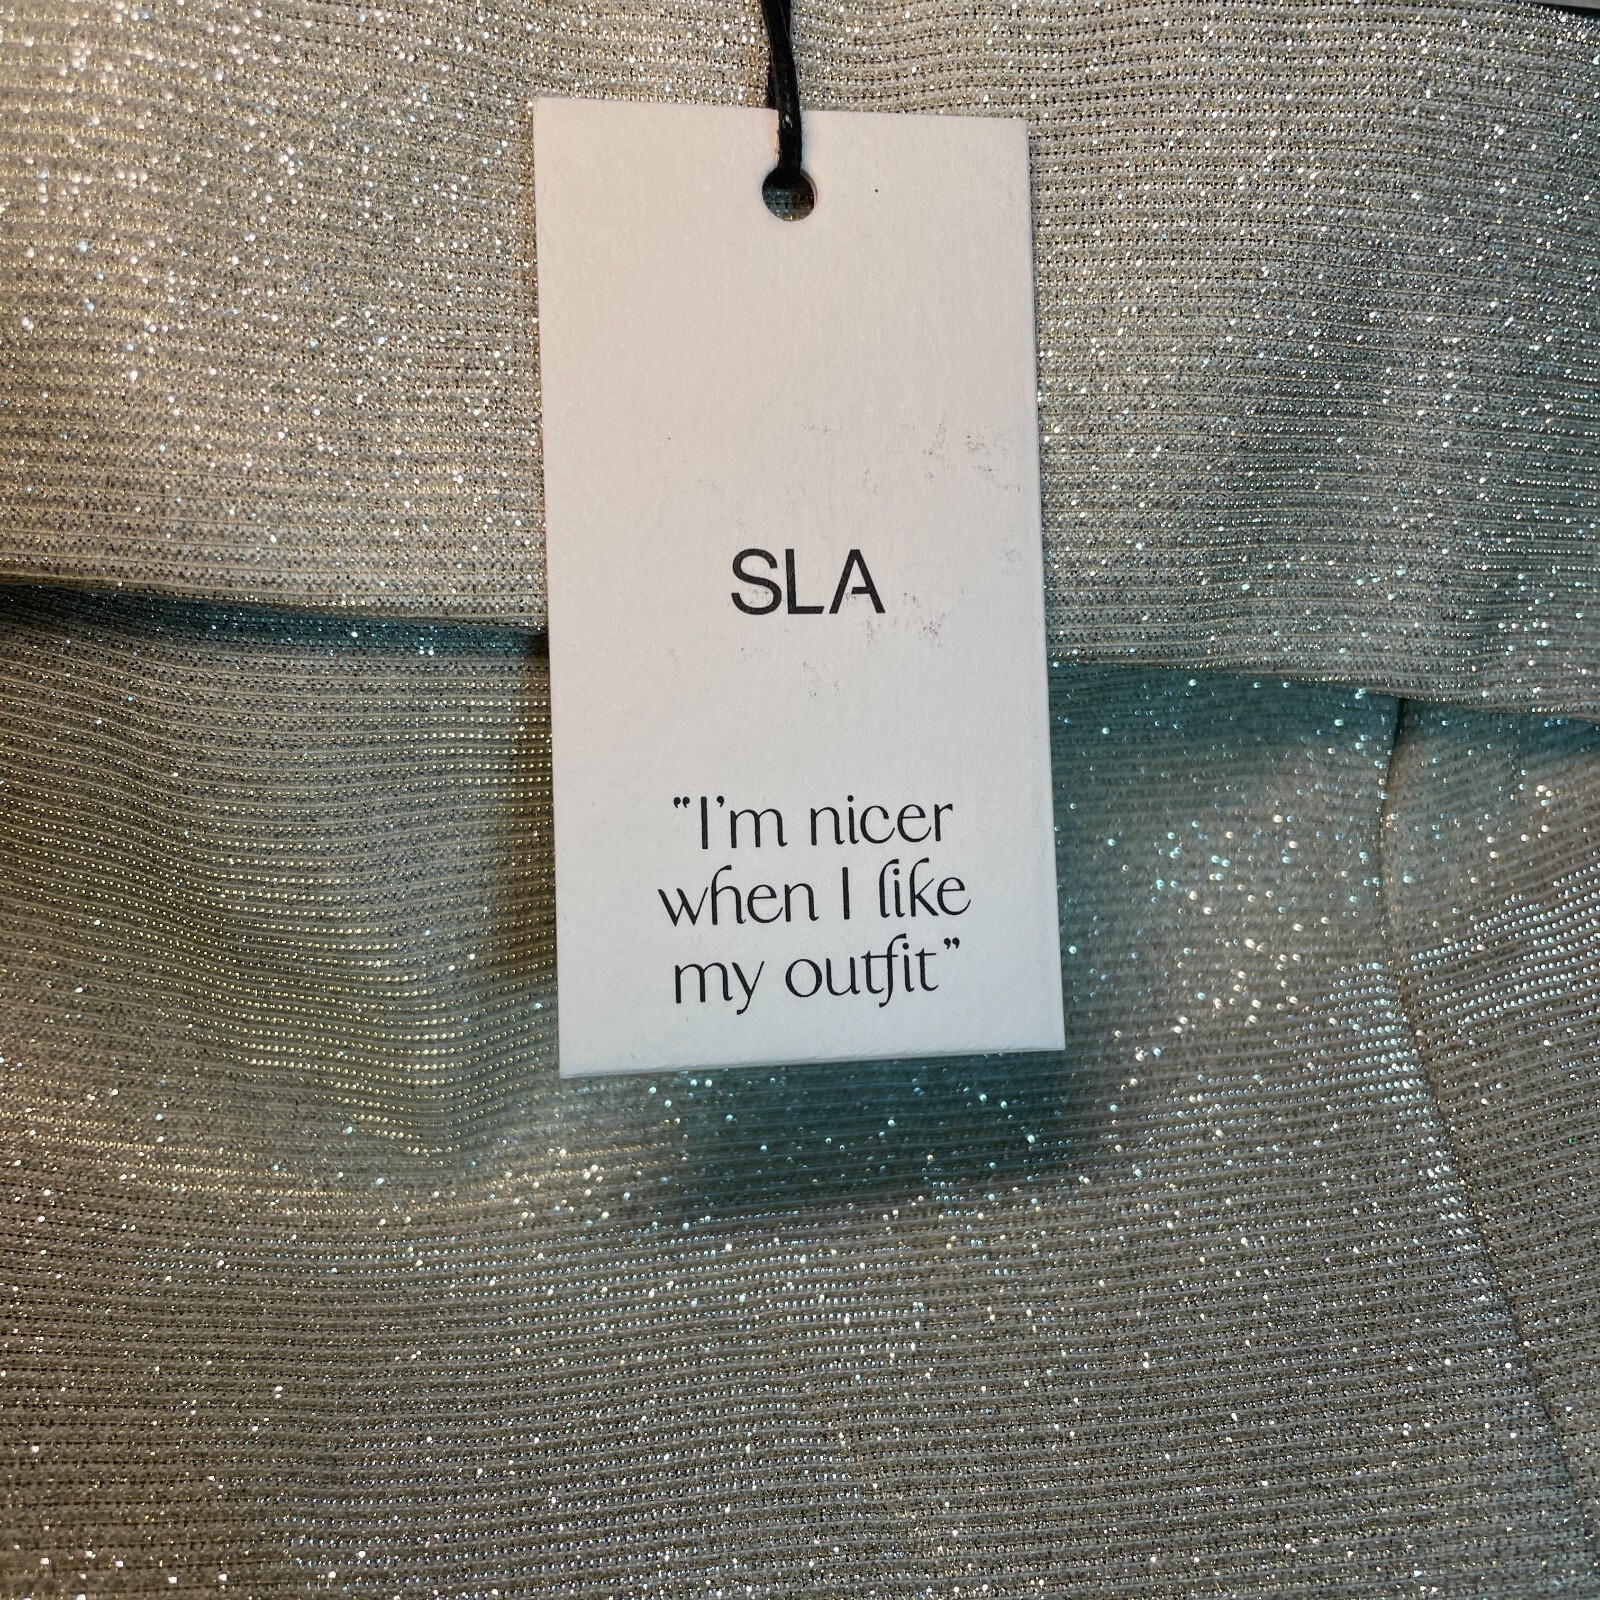 SLA
“I’m nicer
when I like
my outfit”